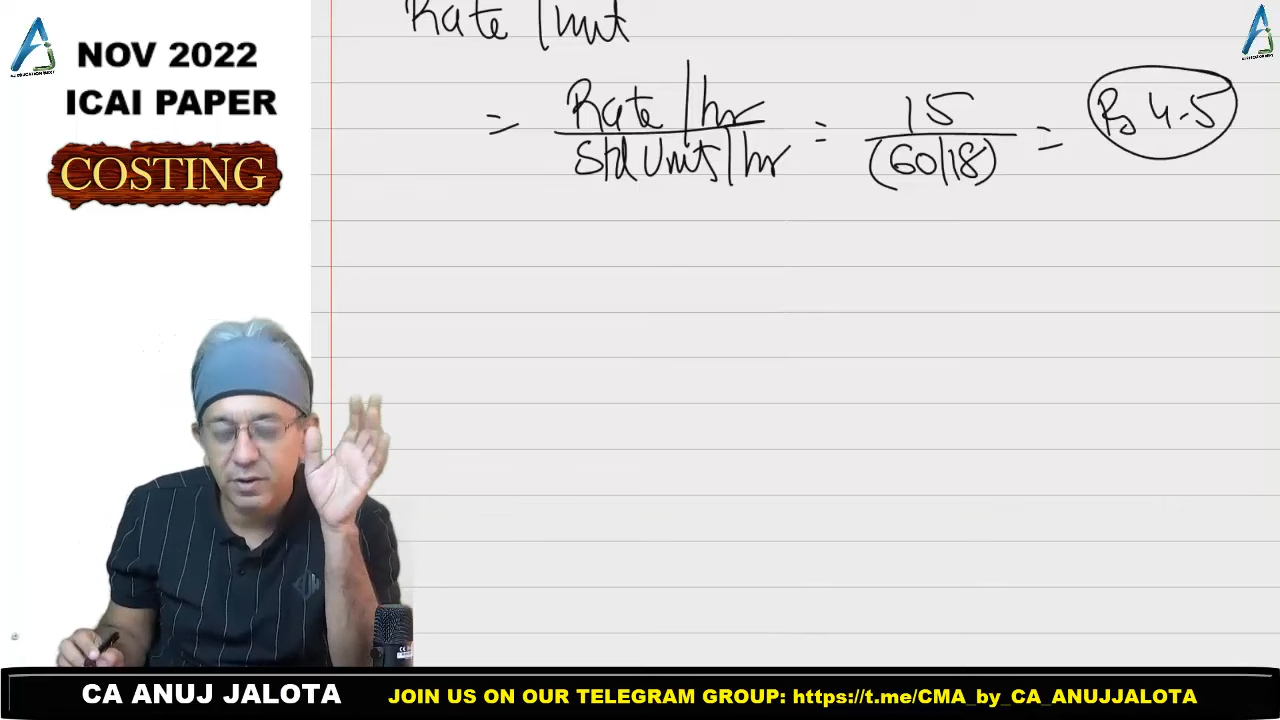 NOV 2022
ICAI PAPER
COSTING
Rate / unit
= Rate/hr / Std Units/hr = 15 / (60/18) = Rs 4.5
CA ANUJ JALOTA
JOIN US ON OUR TELEGRAM GROUP: https://t.me/CMA_by_CA_ANUJJALOTA